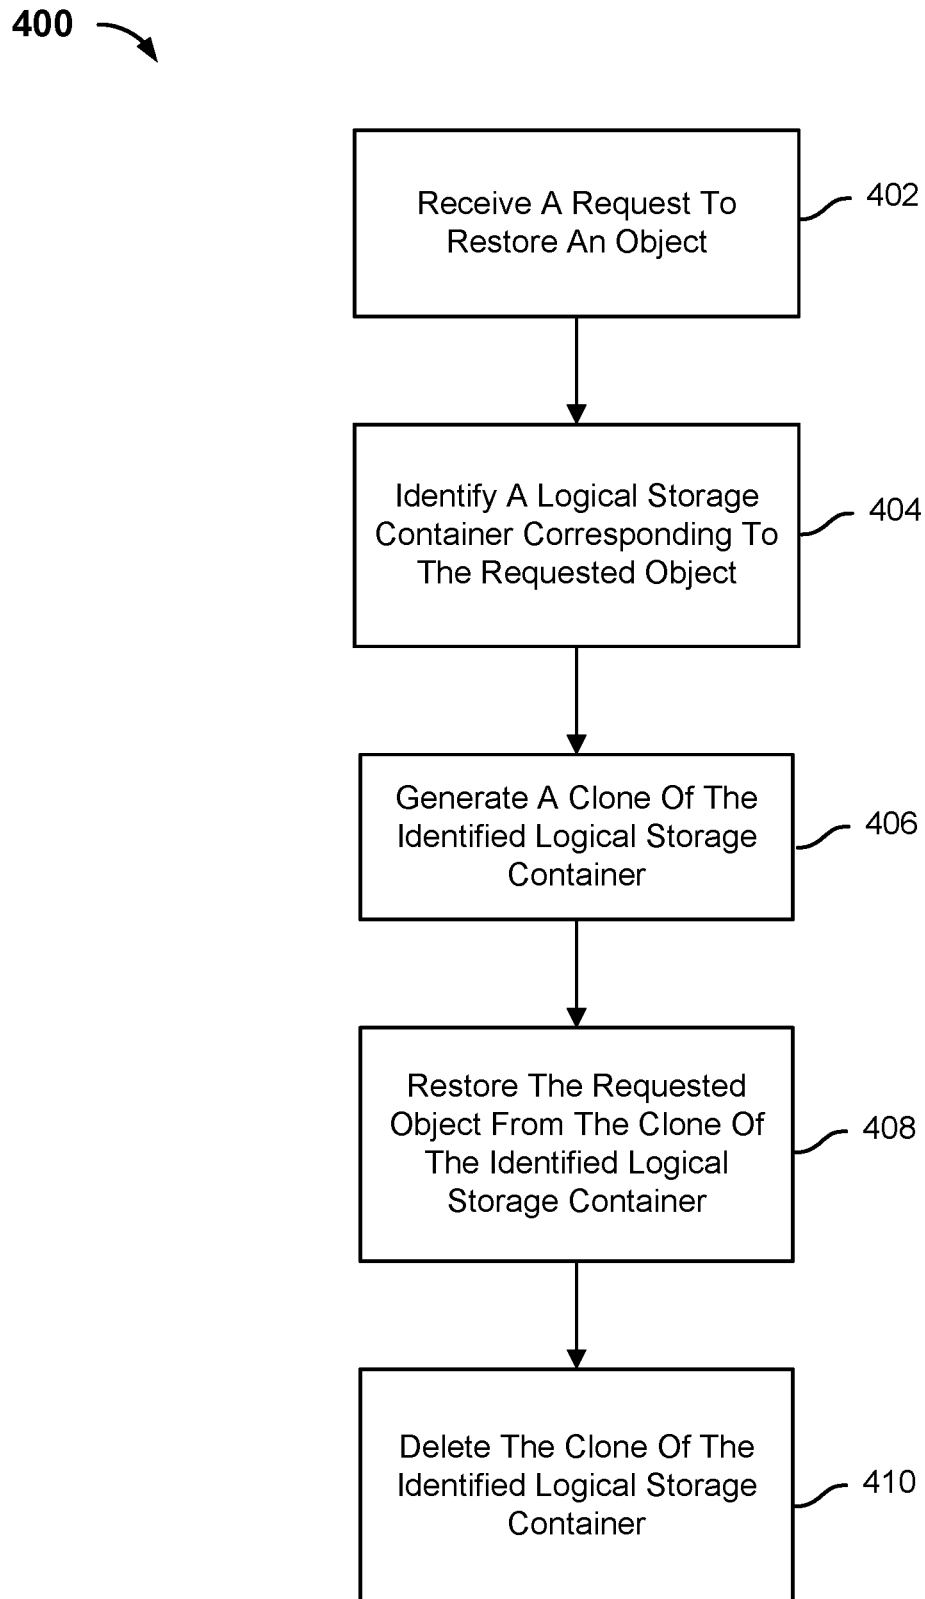 400
Receive A Request To
Restore An Object
402
Identify A Logical Storage
Container Corresponding To
The Requested Object
404
Generate A Clone Of The
Identified Logical Storage
Container
406
Restore The Requested
Object From The Clone Of
The Identified Logical
Storage Container
408
Delete The Clone Of The
Identified Logical Storage
Container
410